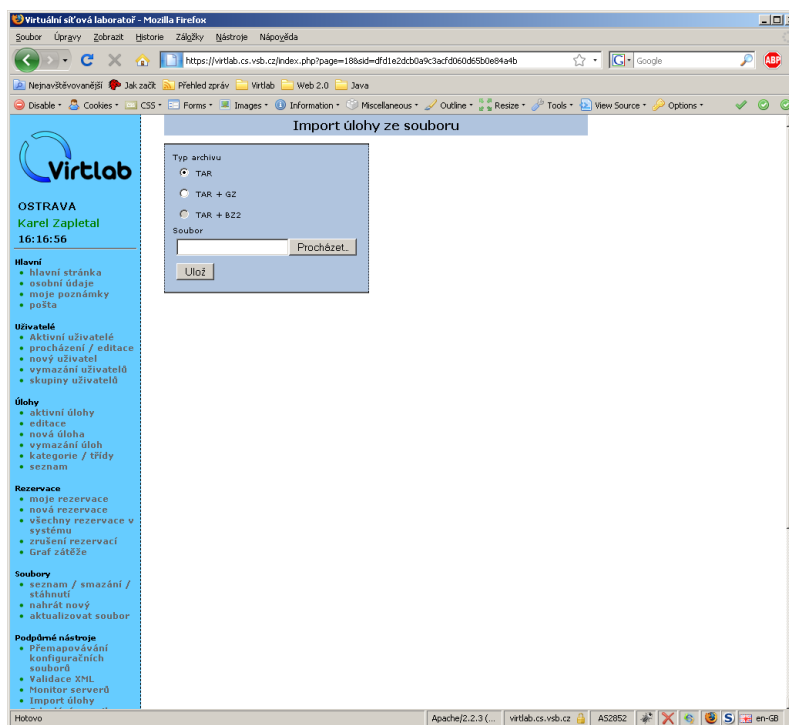 Virtuální síťová laboratoř - Mozilla Firefox
Soubor Úpravy Zobrazit Historie Záložky Nástroje Nápověda
https://virtlab.cs.vsb.cz/index.php?page=18&sid=dfd1e2dcb0a9c3acfd060d65b0e84a4b
G Google
ABP
Nejnavštěvovanější Jak začít Přehled zpráv Virtlab Web 2.0 Java
Disable Cookies CSS Forms Images Information Miscellaneous Outline Resize Tools View Source Options
Import úlohy ze souboru
Typ archivu
TAR
TAR + GZ
TAR + BZ2
Soubor
Procházet...
Ulož
Virtlab
OSTRAVA
Karel Zapletal
16:16:56
Hlavní
hlavní stránka
osobní údaje
moje poznámky
pošta
Uživatelé
Aktivní uživatelé
procházení / editace
nový uživatel
vymazání uživatelů
skupiny uživatelů
Úlohy
aktivní úlohy
editace
nová úloha
vymazání úloh
kategorie / třídy
seznam
Rezervace
moje rezervace
nová rezervace
všechny rezervace v
systému
zrušení rezervací
Graf zátěže
Soubory
seznam / smazání /
stáhnutí
nahrát nový
aktualizovat soubor
Podpůrné nástroje
Přemapovávání
konfiguračních
souborů
Validace XML
Monitor serverů
Import úlohy
Hotovo
Apache/2.2.3 (... virtlab.cs.vsb.cz AS2852 S en-GB